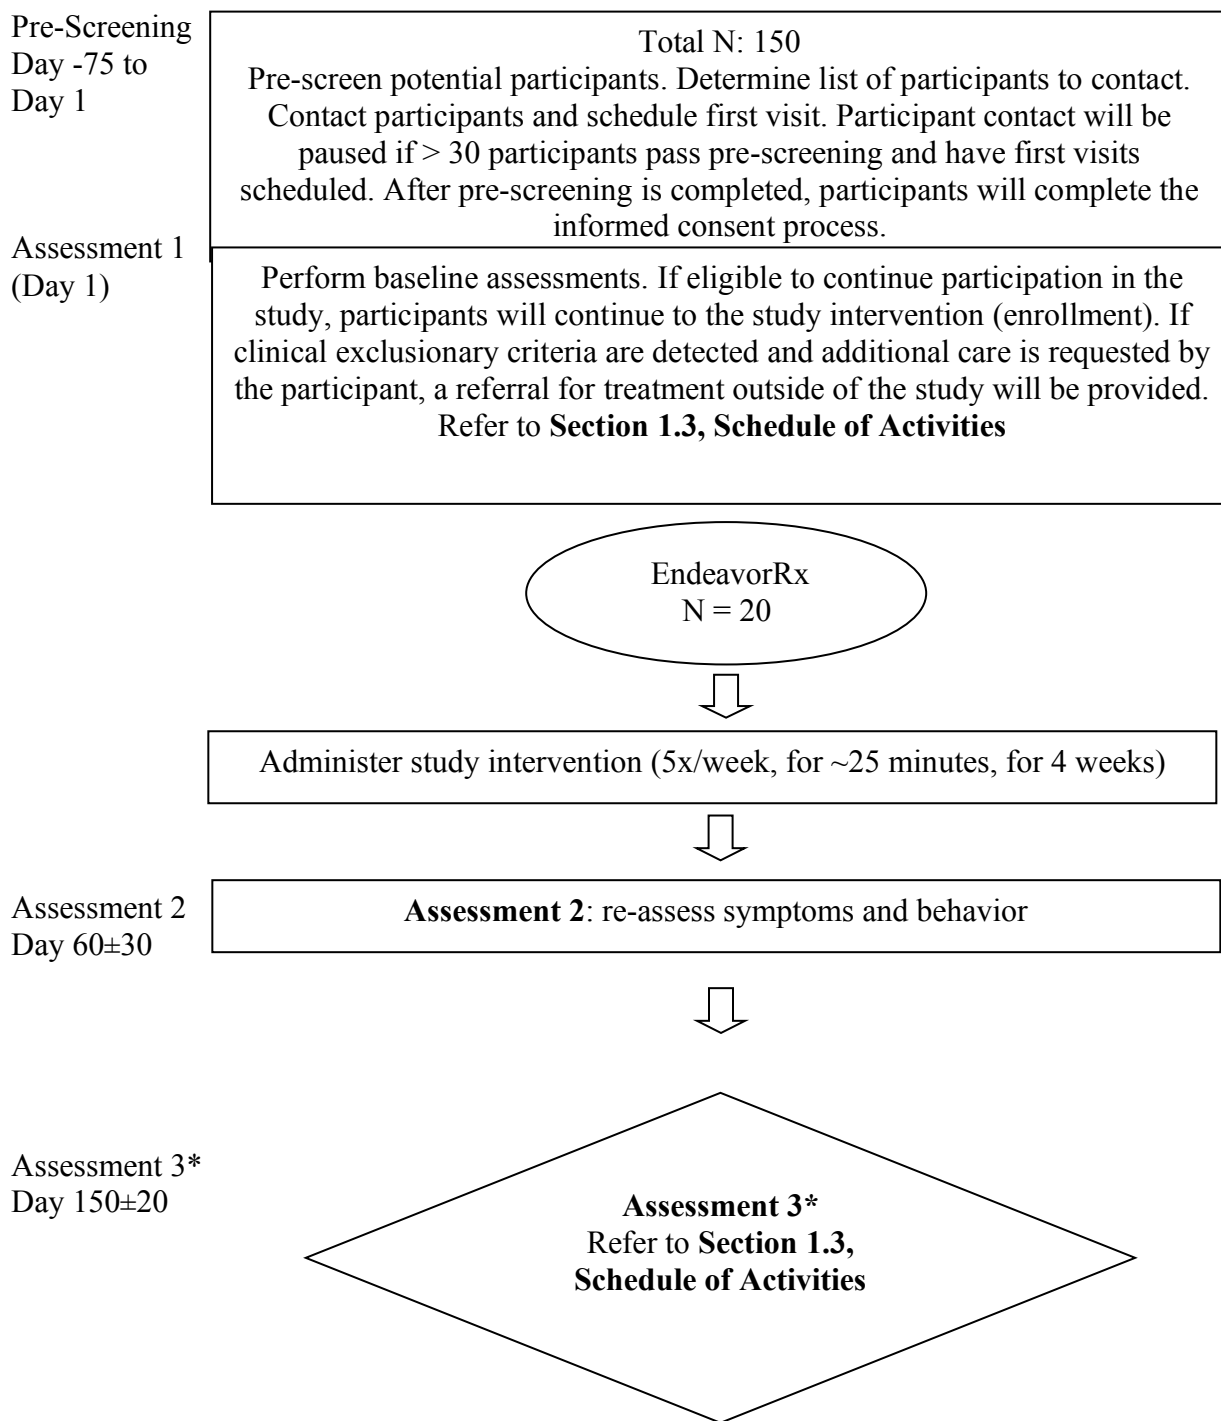 Pre-Screening
Day -75 to
Day 1
Total N: 150
Pre-screen potential participants. Determine list of participants to contact.
Contact participants and schedule first visit. Participant contact will be
paused if > 30 participants pass pre-screening and have first visits
scheduled. After pre-screening is completed, participants will complete the
informed consent process.
Assessment 1
(Day 1)
Perform baseline assessments. If eligible to continue participation in the
study, participants will continue to the study intervention (enrollment). If
clinical exclusionary criteria are detected and additional care is requested by
the participant, a referral for treatment outside of the study will be provided.
Refer to Section 1.3, Schedule of Activities
EndeavorRx
N = 20
Administer study intervention (5x/week, for ~25 minutes, for 4 weeks)
Assessment 2
Day 60±30
Assessment 2: re-assess symptoms and behavior
Assessment 3*
Day 150±20
Assessment 3*
Refer to Section 1.3,
Schedule of Activities